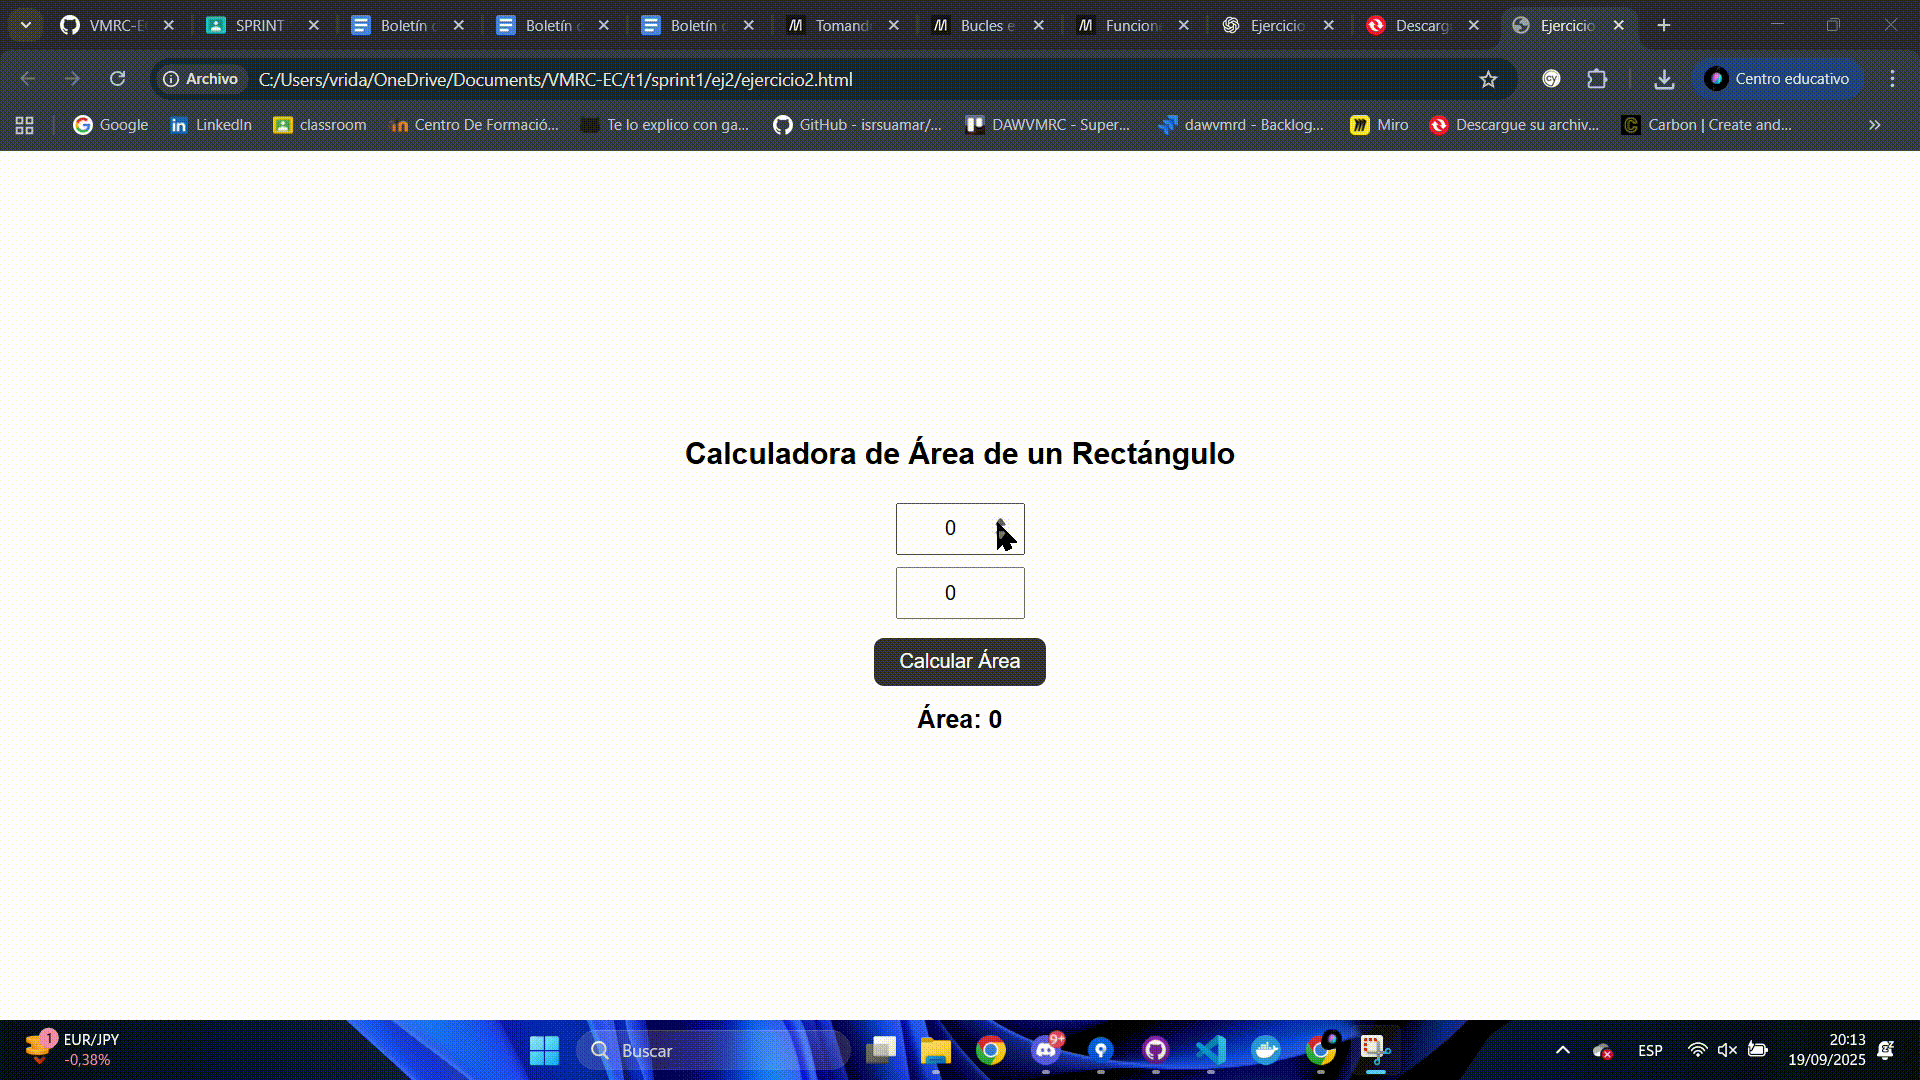 VMRC-E
SPRINT
Boletín
Boletín
Boletín
Tomand
Bucles e
Funcion
Ejercicio
Descarg
Ejercicio
Archivo
C:/Users/vrida/OneDrive/Documents/VMRC-EC/t1/sprint1/ej2/ejercicio2.html
Centro educativo
Google
LinkedIn
classroom
Centro De Formació...
Te lo explico con ga...
GitHub - isrsuamar/...
DAWVMRC - Super...
dawvmrd - Backlog...
Miro
Descargue su archiv...
Carbon | Create and...
Calculadora de Área de un Rectángulo
0
0
Calcular Área
Área: 0
1
EUR/JPY
-0,38%
Buscar
9+
ESP
20:13
19/09/2025